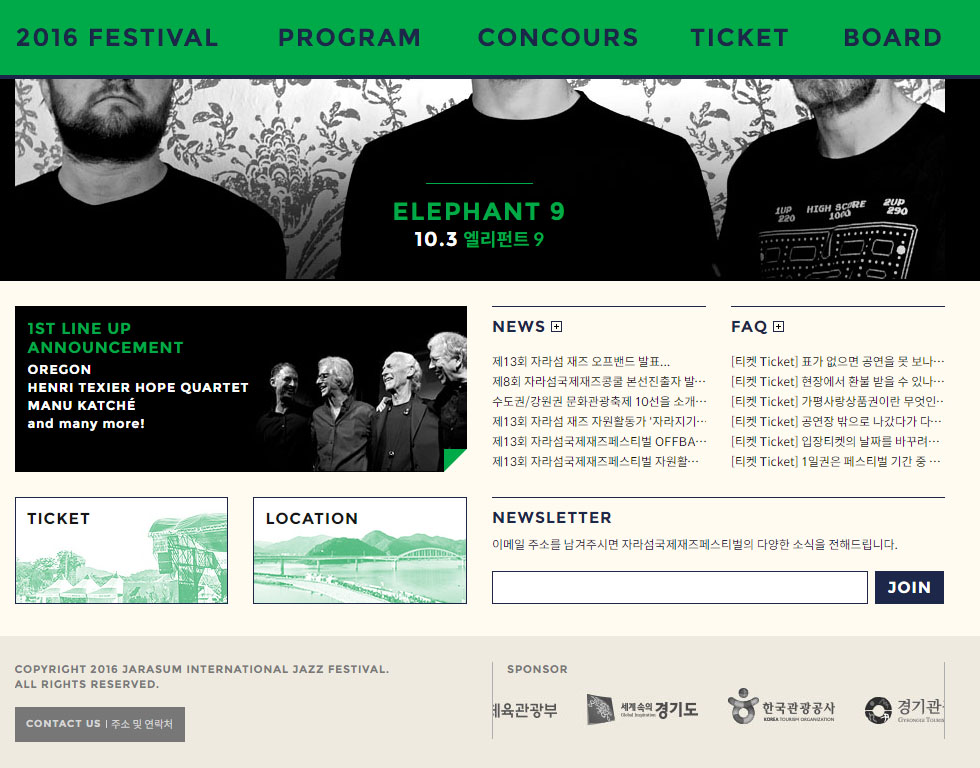 2016 FESTIVAL PROGRAM CONCOURS TICKET BOARD
1UP HIGH SCORE 2UP
220 1000 290
ELEPHANT 9
10.3 엘리펀트 9
1ST LINE UP
ANNOUNCEMENT
OREGON
HENRI TEXIER HOPE QUARTET
MANU KATCHÉ
and many more!
NEWS
제13회 자라섬 재즈 오프밴드 발표...
제8회 자라섬국제재즈콩쿨 본선진출자 발…
수도권/강원권 문화관광축제 10선을 소개…
제13회 자라섬 재즈 자원활동가 '자라지기…
제13회 자라섬국제재즈페스티벌 OFFBA…
제13회 자라섬국제재즈페스티벌 자원활…
FAQ
[티켓 Ticket] 표가 없으면 공연을 못 보나…
[티켓 Ticket] 현장에서 환불 받을 수 있나…
[티켓 Ticket] 가평사랑상품권이란 무엇인…
[티켓 Ticket] 공연장 밖으로 나갔다가 다…
[티켓 Ticket] 입장티켓의 날짜를 바꾸려…
[티켓 Ticket] 1일권은 페스티벌 기간 중 …
TICKET
LOCATION
NEWSLETTER
이메일 주소를 남겨주시면 자라섬국제재즈페스티벌의 다양한 소식을 전해드립니다.
JOIN
COPYRIGHT 2016 JARASUM INTERNATIONAL JAZZ FESTIVAL.
ALL RIGHTS RESERVED.
CONTACT US | 주소 및 연락처
SPONSOR
체육관광부
세계속의 경기도
Global Inspiration
한국관광공사
KOREA TOURISM ORGANIZATION
경기관
GYEONGGI